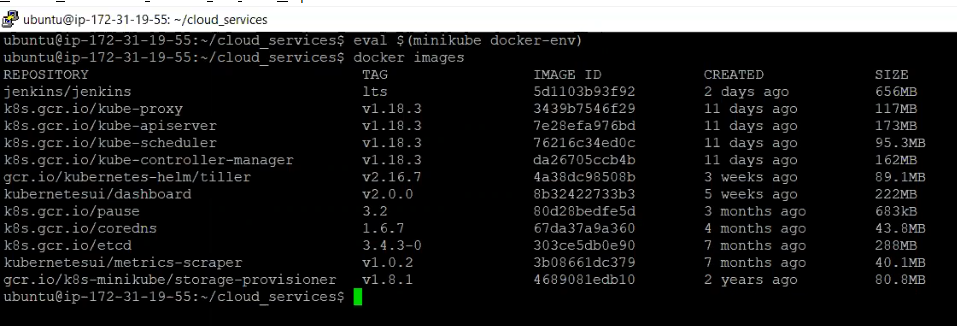 ubuntu@ip-172-31-19-55: ~/cloud_services
ubuntu@ip-172-31-19-55:~/cloud_services$ eval $(minikube docker-env)
ubuntu@ip-172-31-19-55:~/cloud_services$ docker images
REPOSITORY TAG IMAGE ID CREATED SIZE
jenkins/jenkins lts 5d1103b93f92 2 days ago 656MB
k8s.gcr.io/kube-proxy v1.18.3 3439b7546f29 11 days ago 117MB
k8s.gcr.io/kube-apiserver v1.18.3 7e28efa976bd 11 days ago 173MB
k8s.gcr.io/kube-scheduler v1.18.3 76216c34ed0c 11 days ago 95.3MB
k8s.gcr.io/kube-controller-manager v1.18.3 da26705ccb4b 11 days ago 162MB
gcr.io/kubernetes-helm/tiller v2.16.7 4a38dc98508b 3 weeks ago 89.1MB
kubernetesui/dashboard v2.0.0 8b32422733b3 5 weeks ago 222MB
k8s.gcr.io/pause 3.2 80d28bedfe5d 3 months ago 683kB
k8s.gcr.io/coredns 1.6.7 67da37a9a360 4 months ago 43.8MB
k8s.gcr.io/etcd 3.4.3-0 303ce5db0e90 7 months ago 288MB
kubernetesui/metrics-scraper v1.0.2 3b08661dc379 7 months ago 40.1MB
gcr.io/k8s-minikube/storage-provisioner v1.8.1 4689081edb10 2 years ago 80.8MB
ubuntu@ip-172-31-19-55:~/cloud_services$